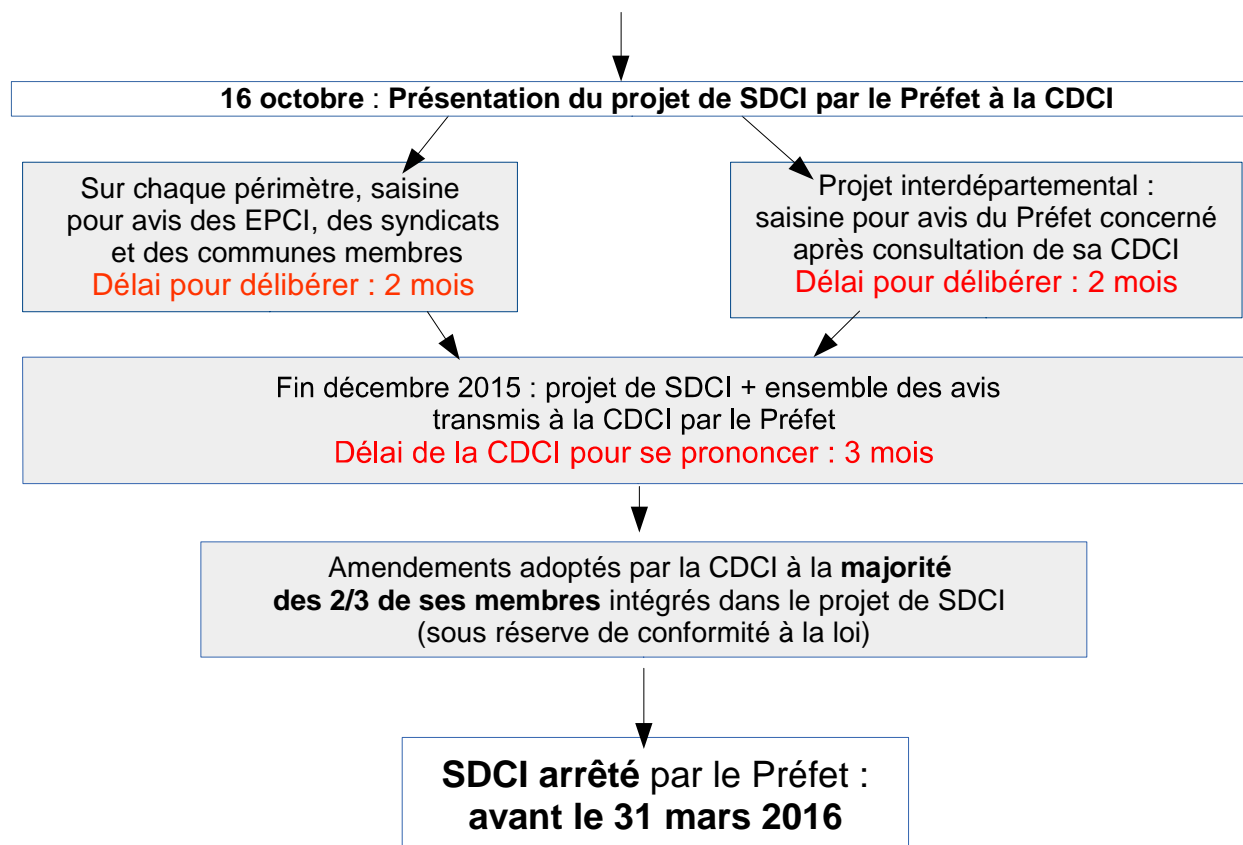 16 octobre : Présentation du projet de SDCI par le Préfet à la CDCI
Sur chaque périmètre, saisine
pour avis des EPCI, des syndicats
et des communes membres
Délai pour délibérer : 2 mois
Projet interdépartemental :
saisine pour avis du Préfet concerné
après consultation de sa CDCI
Délai pour délibérer : 2 mois
Fin décembre 2015 : projet de SDCI + ensemble des avis
transmis à la CDCI par le Préfet
Délai de la CDCI pour se prononcer : 3 mois
Amendements adoptés par la CDCI à la majorité
des 2/3 de ses membres intégrés dans le projet de SDCI
(sous réserve de conformité à la loi)
SDCI arrêté par le Préfet :
avant le 31 mars 2016